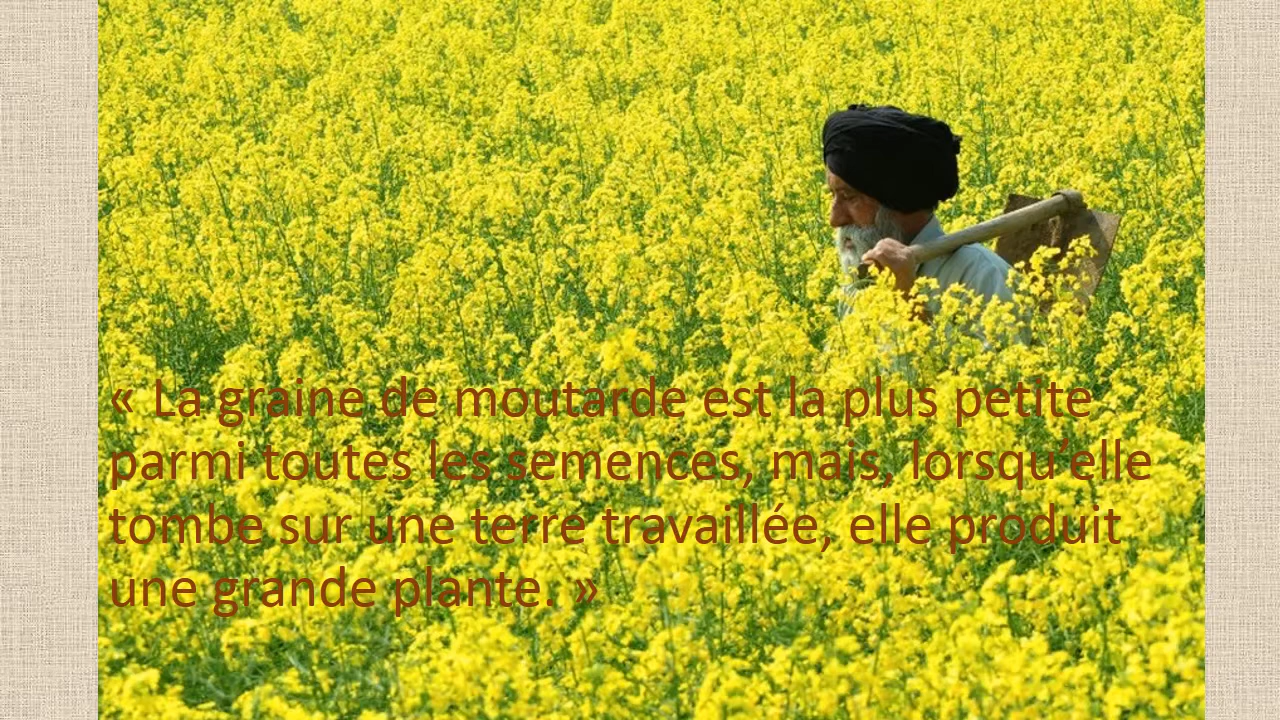 « La graine de moutarde est la plus petite
parmi toutes les semences, mais, lorsqu’elle
tombe sur une terre travaillée, elle produit
une grande plante. »